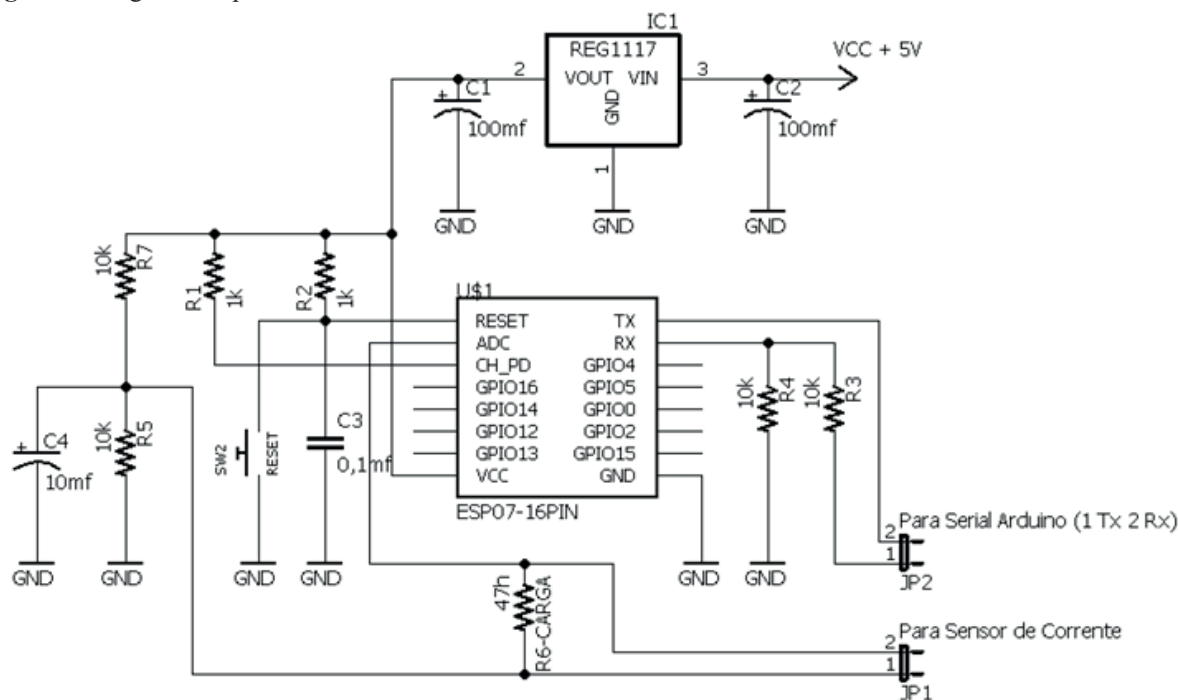 IC1
REG1117
VCC + 5V
2
VOUT VIN
3
GND
1
+ C1
100mf
+ C2
100mf
GND
GND
GND
10k
R7
R1
1k
R2
1k
U$1
RESET
TX
ADC
RX
CH_PD
GPIO4
GPIO16
GPIO5
GPIO14
GPIO0
GPIO12
GPIO2
GPIO13
GPIO15
VCC
GND
ESP07-16PIN
10k
R4
10k
R3
+ C4
10mf
10k
R5
SW2
RESET
C3
0,1mf
GND
GND
GND
GND
GND
GND
Para Serial Arduino (1 Tx 2 Rx)
2
1
JP2
47h
R6-CARGA
Para Sensor de Corrente
2
1
JP1